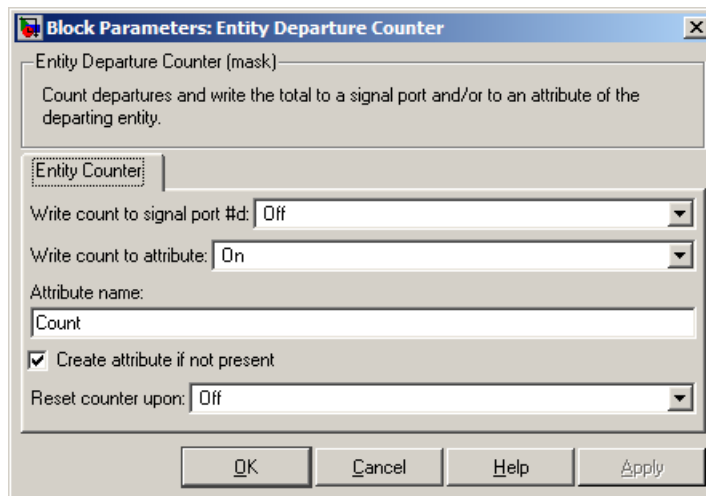 Block Parameters: Entity Departure Counter
Entity Departure Counter (mask)
Count departures and write the total to a signal port and/or to an attribute of the
departing entity.
Entity Counter
Write count to signal port #d: Off
Write count to attribute: On
Attribute name:
Count
Create attribute if not present
Reset counter upon: Off
OK Cancel Help Apply